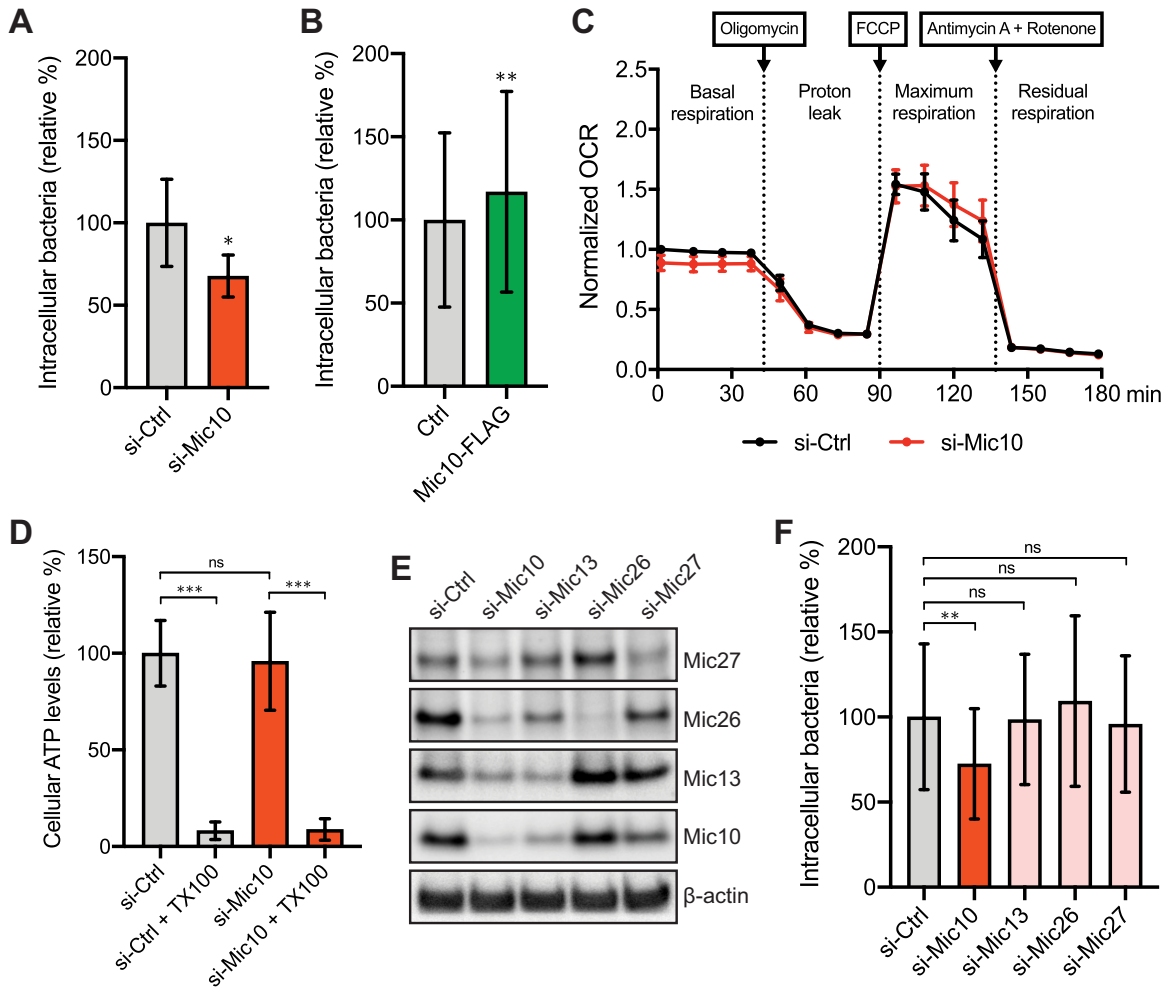 A
Intracellular bacteria (relative %)
200
150
100
50
0
*
si-Ctrl
si-Mic10
B
Intracellular bacteria (relative %)
200
150
100
50
0
**
Ctrl
Mic10-FLAG
C
Oligomycin
FCCP
Antimycin A + Rotenone
Normalized OCR
2.5
2.0
1.5
1.0
0.5
0.0
Basal
respiration
Proton
leak
Maximum
respiration
Residual
respiration
0 30 60 90 120 150 180 min
si-Ctrl
si-Mic10
D
Cellular ATP levels (relative %)
150
100
50
0
ns
***
***
si-Ctrl
si-Ctrl + TX100
si-Mic10
si-Mic10 + TX100
E
si-Ctrl
si-Mic10
si-Mic13
si-Mic26
si-Mic27
Mic27
Mic26
Mic13
Mic10
β-actin
F
Intracellular bacteria (relative %)
200
150
100
50
0
ns
ns
ns
**
si-Ctrl
si-Mic10
si-Mic13
si-Mic26
si-Mic27